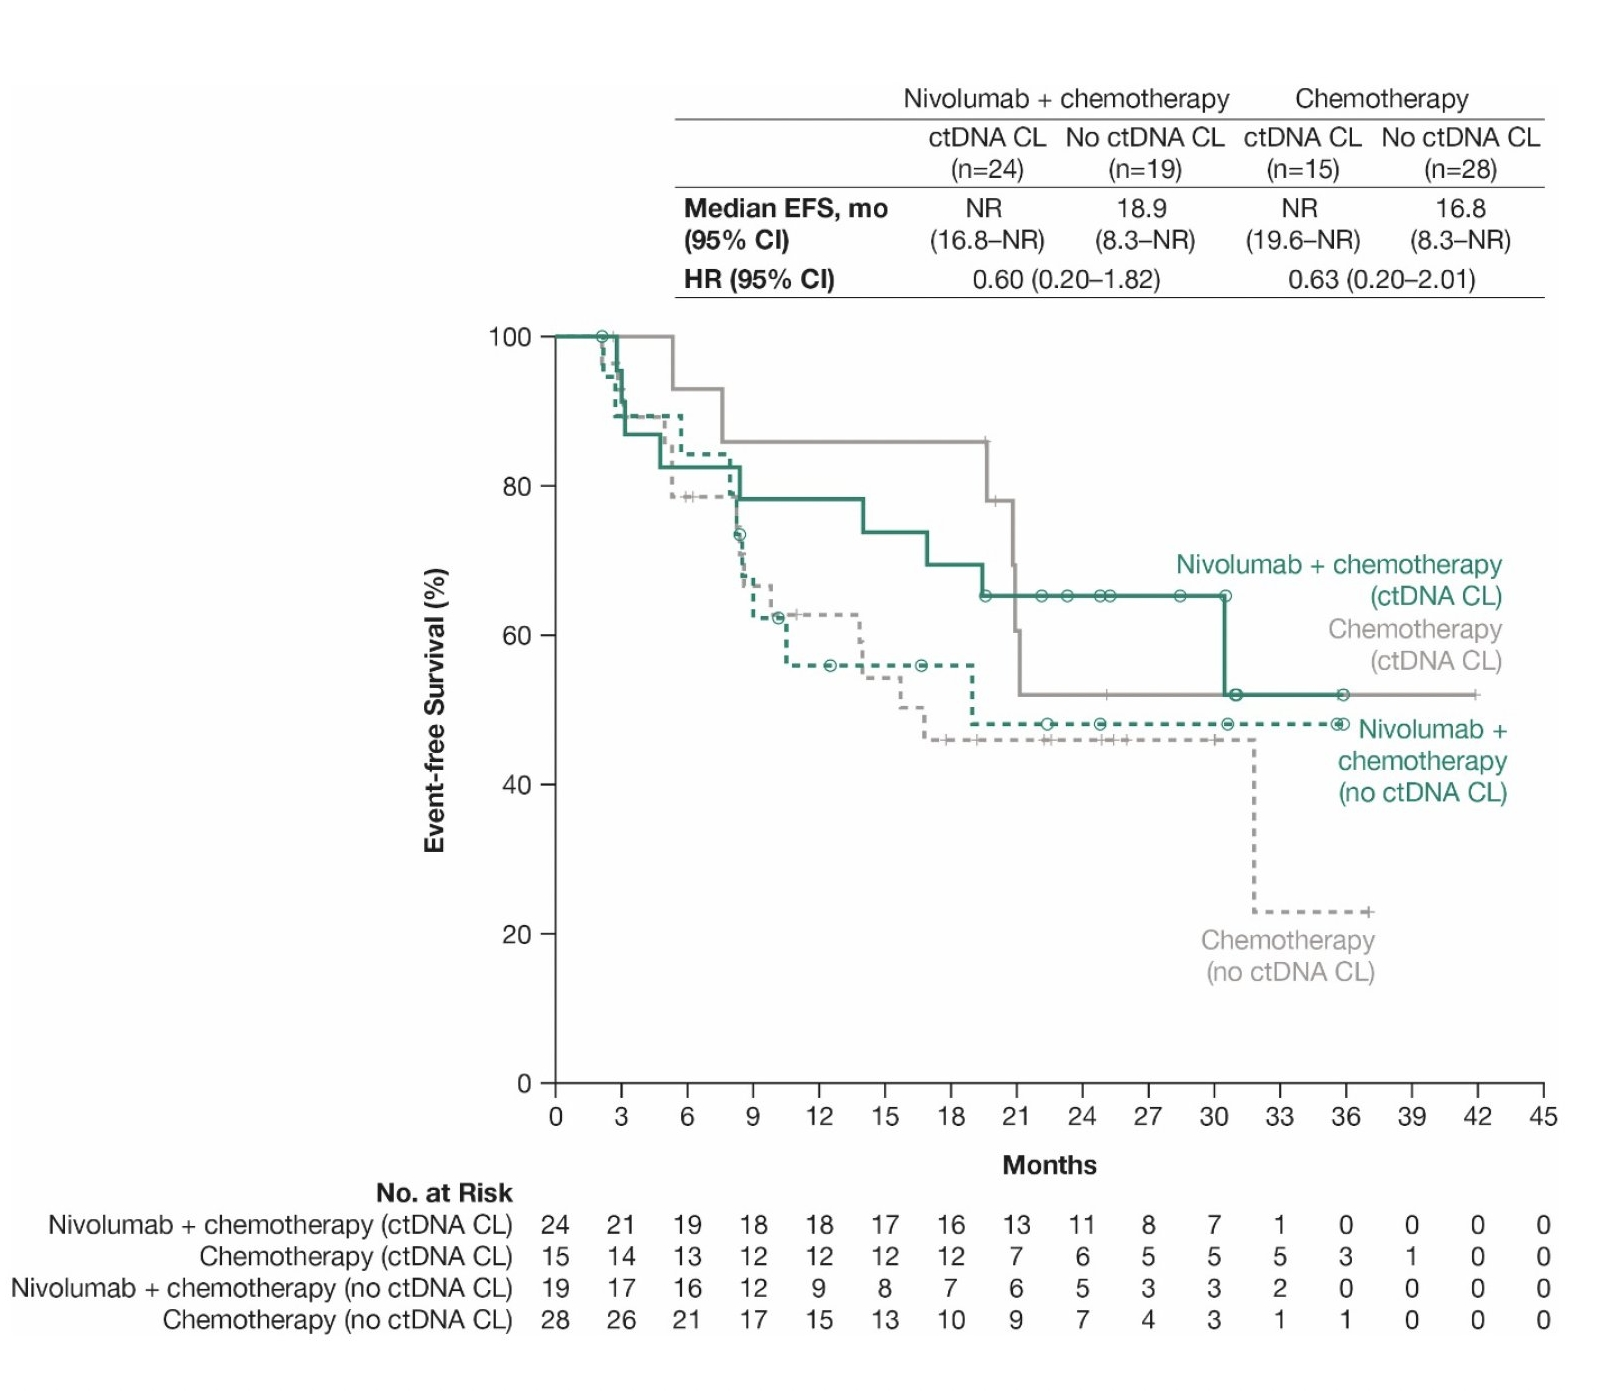 Nivolumab + chemotherapy Chemotherapy
ctDNA CL No ctDNA CL ctDNA CL No ctDNA CL
(n=24) (n=19) (n=15) (n=28)
Median EFS, mo NR 18.9 NR 16.8
(95% CI) (16.8–NR) (8.3–NR) (19.6–NR) (8.3–NR)
HR (95% CI) 0.60 (0.20–1.82) 0.63 (0.20–2.01)
100
80
60
40
20
0
Event-free Survival (%)
Nivolumab + chemotherapy
(ctDNA CL)
Chemotherapy
(ctDNA CL)
Nivolumab +
chemotherapy
(no ctDNA CL)
Chemotherapy
(no ctDNA CL)
0 3 6 9 12 15 18 21 24 27 30 33 36 39 42 45
Months
No. at Risk
Nivolumab + chemotherapy (ctDNA CL) 24 21 19 18 18 17 16 13 11 8 7 1 0 0 0 0
Chemotherapy (ctDNA CL) 15 14 13 12 12 12 12 7 6 5 5 5 3 1 0 0
Nivolumab + chemotherapy (no ctDNA CL) 19 17 16 12 9 8 7 6 5 3 3 2 0 0 0 0
Chemotherapy (no ctDNA CL) 28 26 21 17 15 13 10 9 7 4 3 1 1 0 0 0